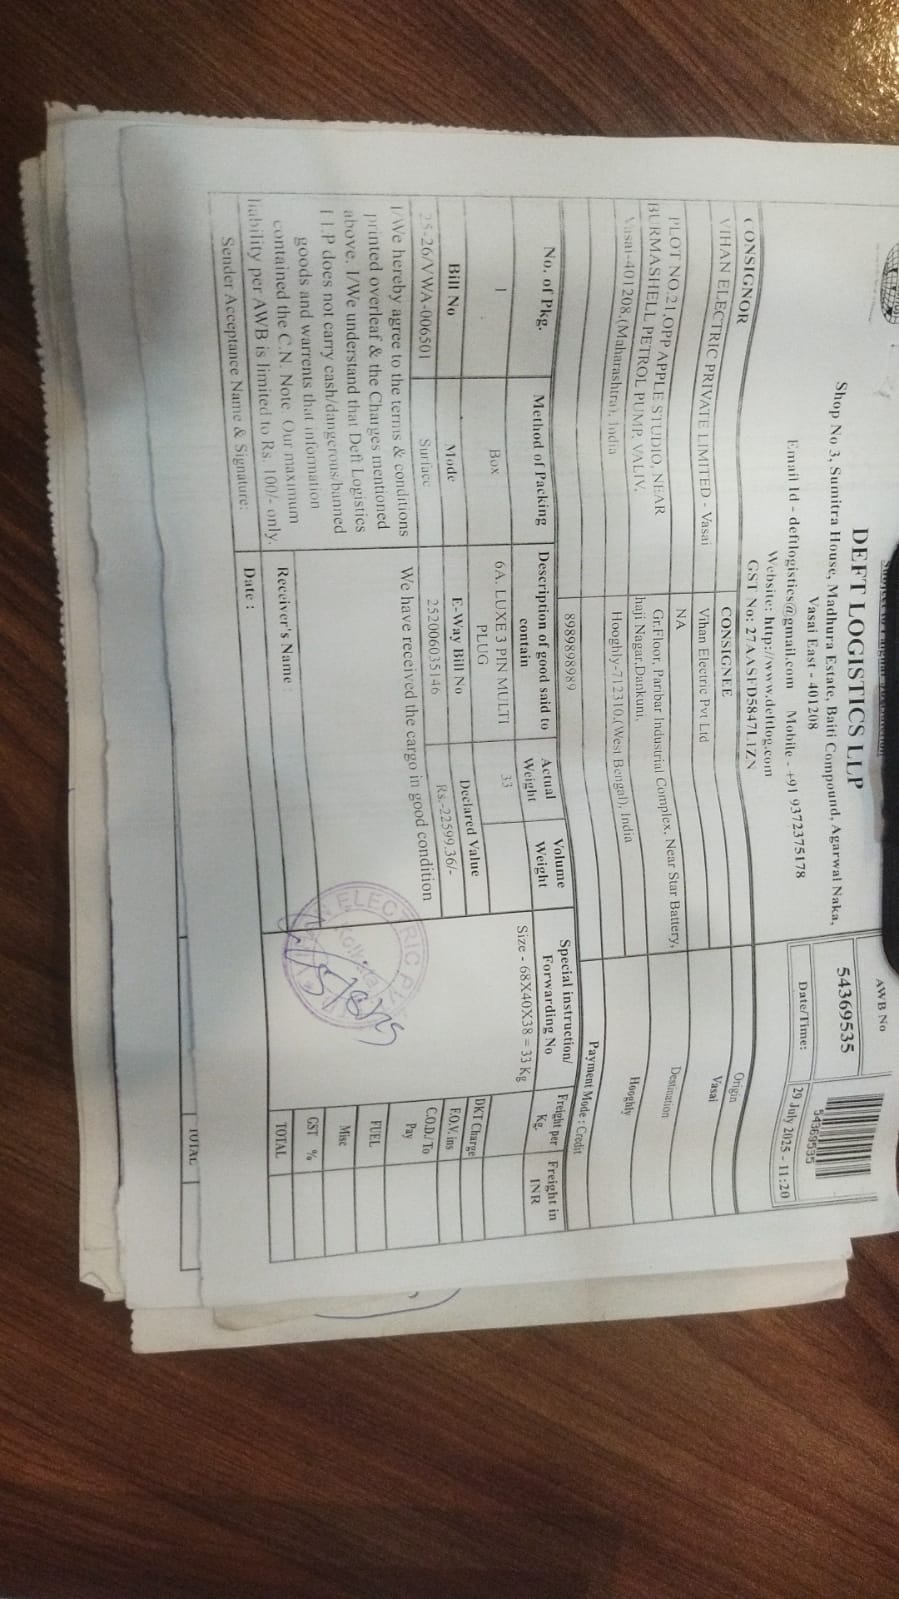 DEFT LOGISTICS LLP
Shop No 3, Sumitra House, Madhura Estate, Baiti Compound, Agarwal Naka,
Vasai East - 401208
Email Id - deftlogistics@gmail.com Mobile - +91 9372375178
Website: http://www.deftlog.com
GST No: 27AASFD5847L1ZN
AWB No
54369535
54369535
Date/Time:
29 July 2025 - 11:20
CONSIGNOR
VIHAN ELECTRIC PRIVATE LIMITED - Vasai
PLOT NO.21,OPP APPLE STUDIO, NEAR
BURMASHELL PETROL PUMP, VALIV,
Vasai-401208,(Maharashtra), India
CONSIGNEE
Vihan Electric Pvt Ltd
NA
Gr.Floor, Paribar Industrial Complex, Near Star Battery,
haji Nagar,Dankuni,
Hooghly-712310,(West Bengal), India
8989898989
Origin
Vasai
Destination
Hooghly
Payment Mode : Credit
No. of Pkg.
Method of Packing
Description of good said to
contain
Actual
Weight
Volume
Weight
Special instruction/
Forwarding No
Freight per
Kg.
Freight in
INR
1
Box
6A. LUXE 3 PIN MULTI
PLUG
33
Size - 68X40X38 = 33 Kg
Bill No
Mode
E-Way Bill No
Declared Value
25-26/VWA-006501
Surface
252006035146
Rs.-22599.36/-
DKT Charge
F.O.V. ins
C.O.D./ To
Pay
FUEL
Misc
GST %
TOTAL
I/We hereby agree to the terms & conditions
printed overleaf & the Charges mentioned
above. I/We understand that Deft Logistics
LLP does not carry cash/dangerous/banned
goods and warrents that information
contained the C.N. Note. Our maximum
liability per AWB is limited to Rs. 100/- only.
Sender Acceptance Name & Signature:
We have received the cargo in good condition
Receiver's Name :
Date :
ELECTRIC P
Kolkata
TOTAL